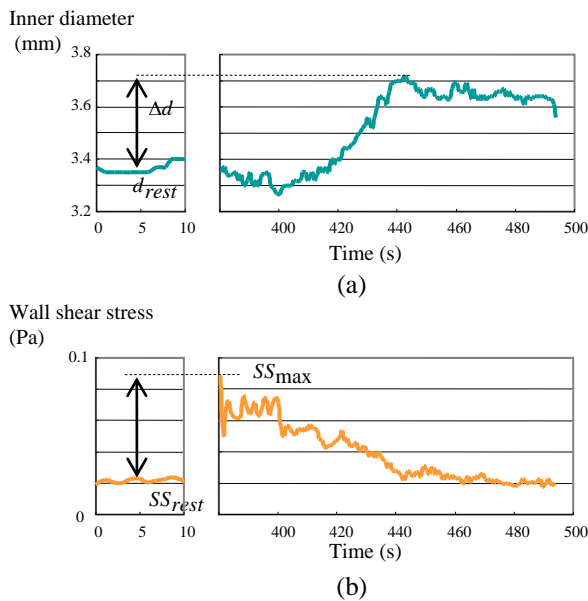 Inner diameter
(mm)
3.8
3.6
3.4
3.2
Δd
d_rest
0 5 10
400 420 440 460 480 500
Time (s)
(a)
Wall shear stress
(Pa)
0.1
0
SS_max
SS_rest
0 5 10
400 420 440 460 480 500
Time (s)
(b)